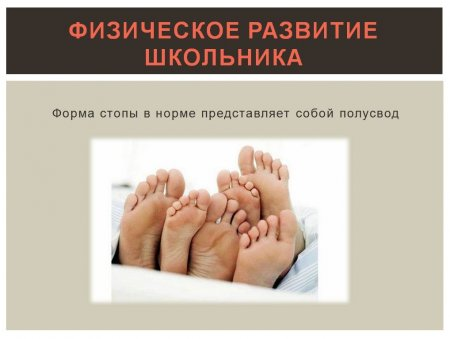 ФИЗИЧЕСКОЕ РАЗВИТИЕ
ШКОЛЬНИКА
Форма стопы в норме представляет собой полусвод